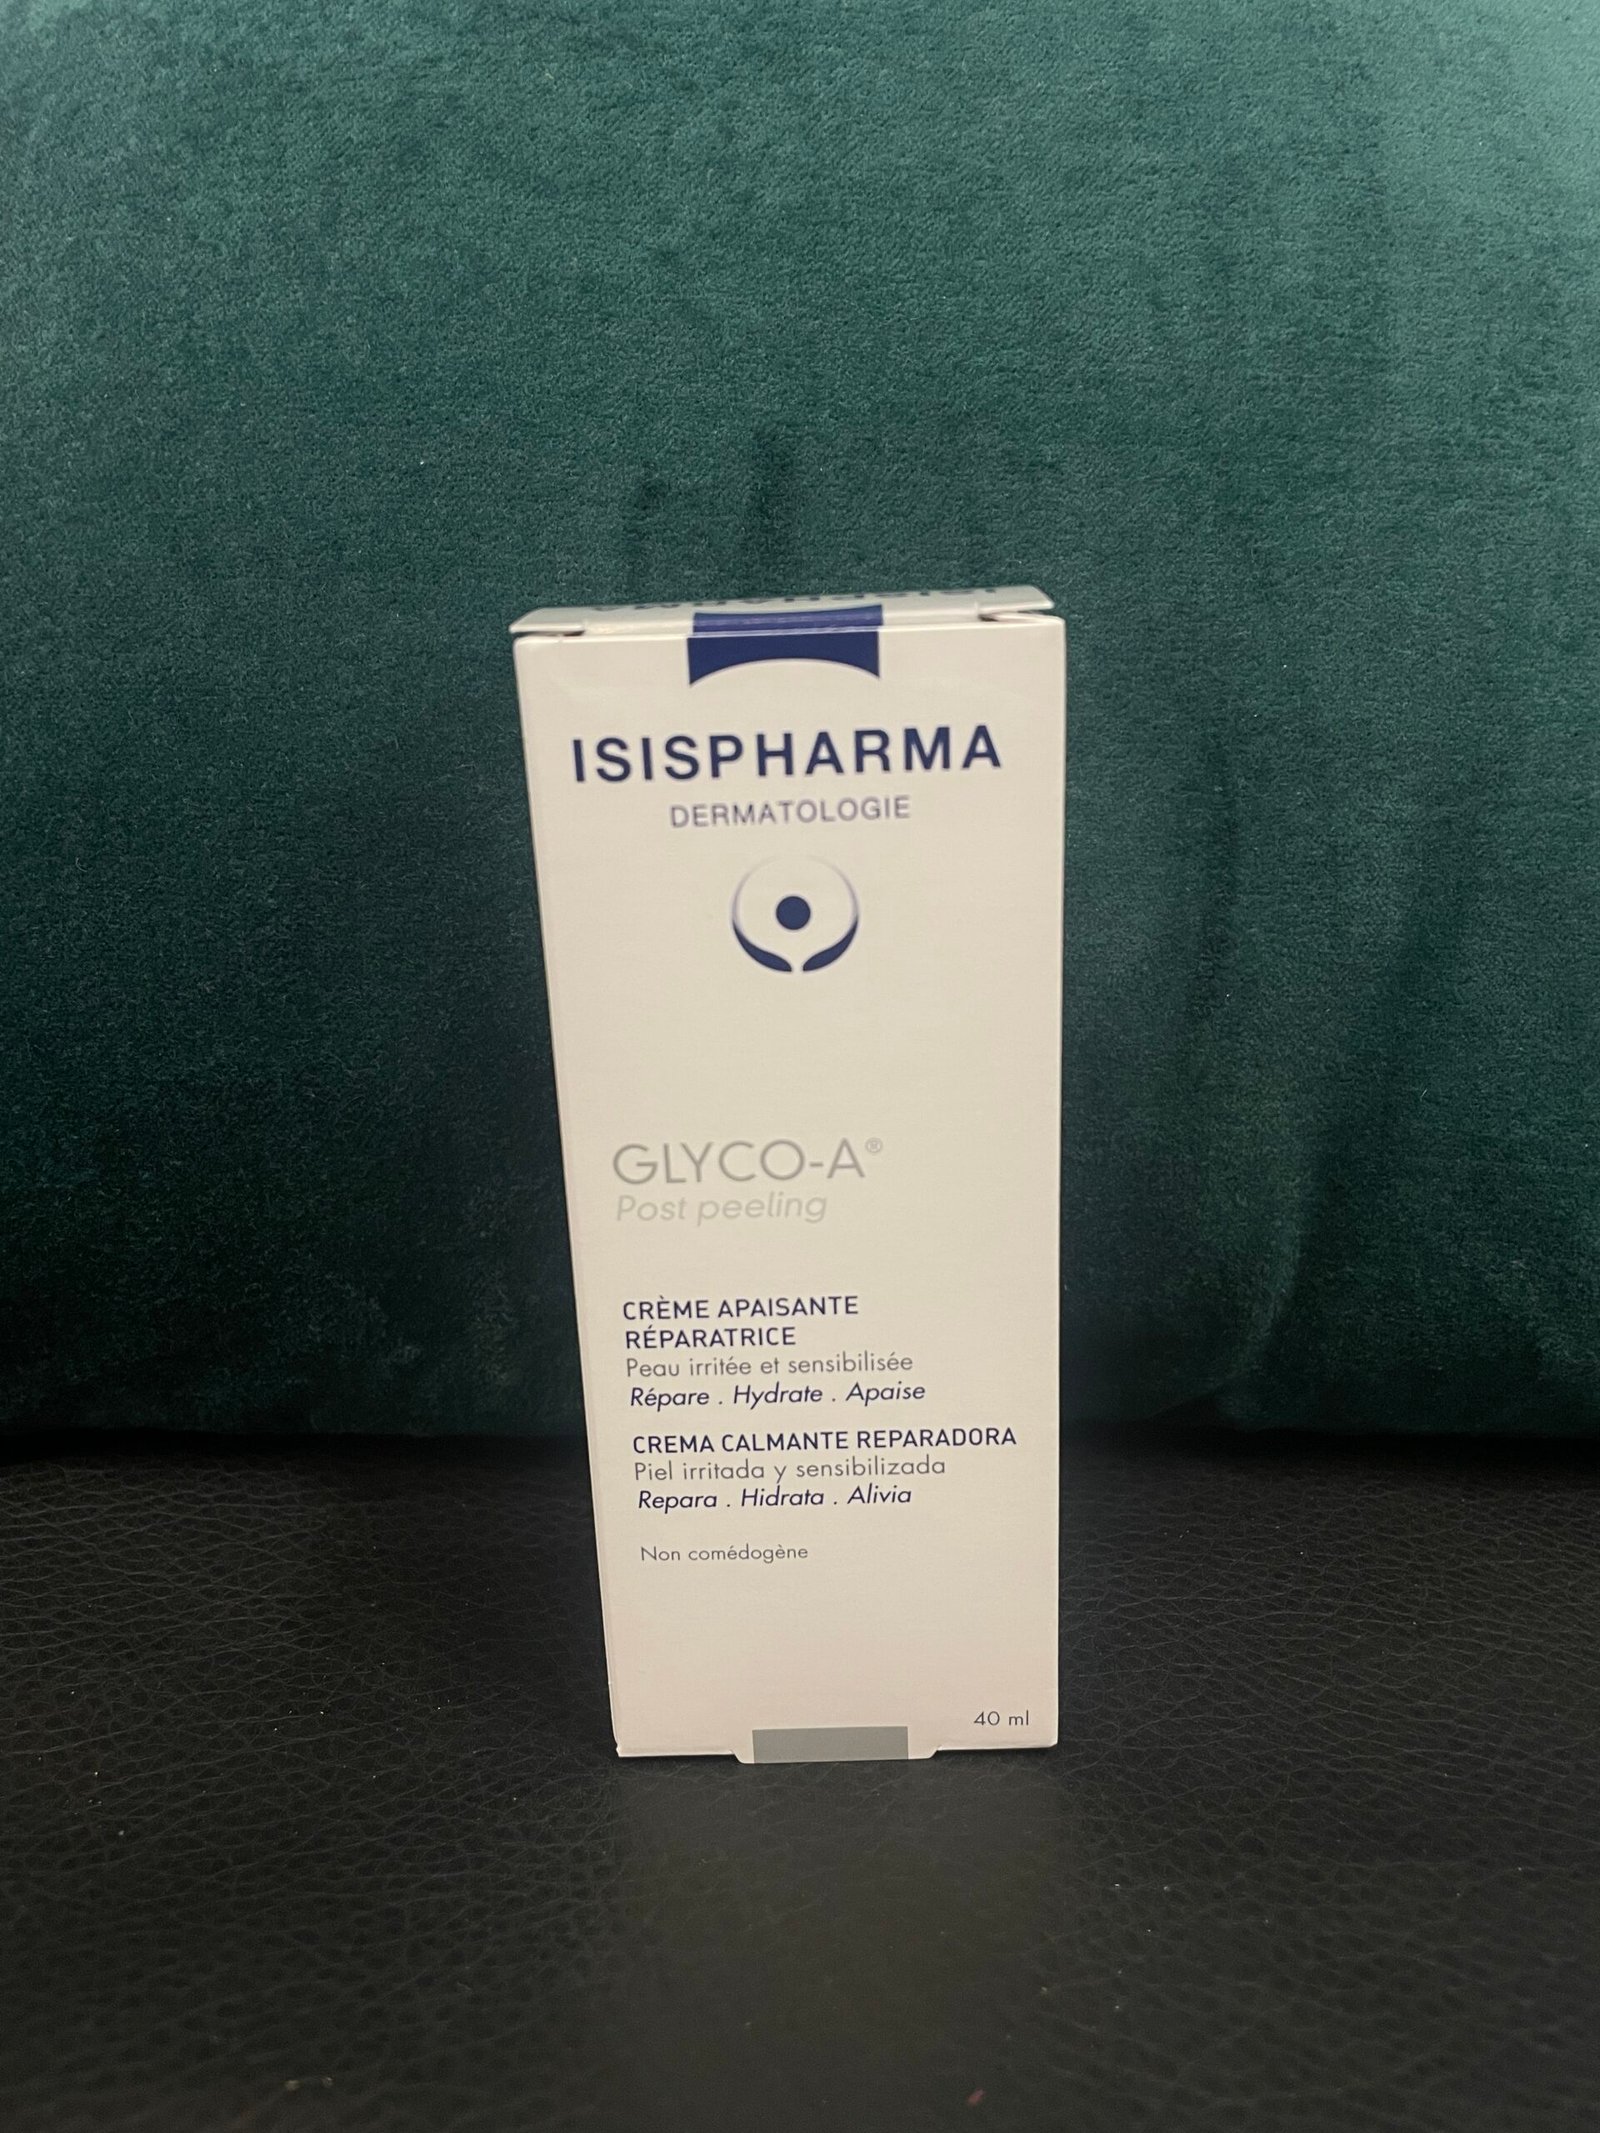 ISISPHARMA
ISISPHARMA
DERMATOLOGIE
GLYCO-A®
Post peeling
CRÈME APAISANTE
RÉPARATRICE
Peau irritée et sensibilisée
Répare . Hydrate . Apaise
CREMA CALMANTE REPARADORA
Piel irritada y sensibilizada
Repara . Hidrata . Alivia
Non comédogène
40 ml